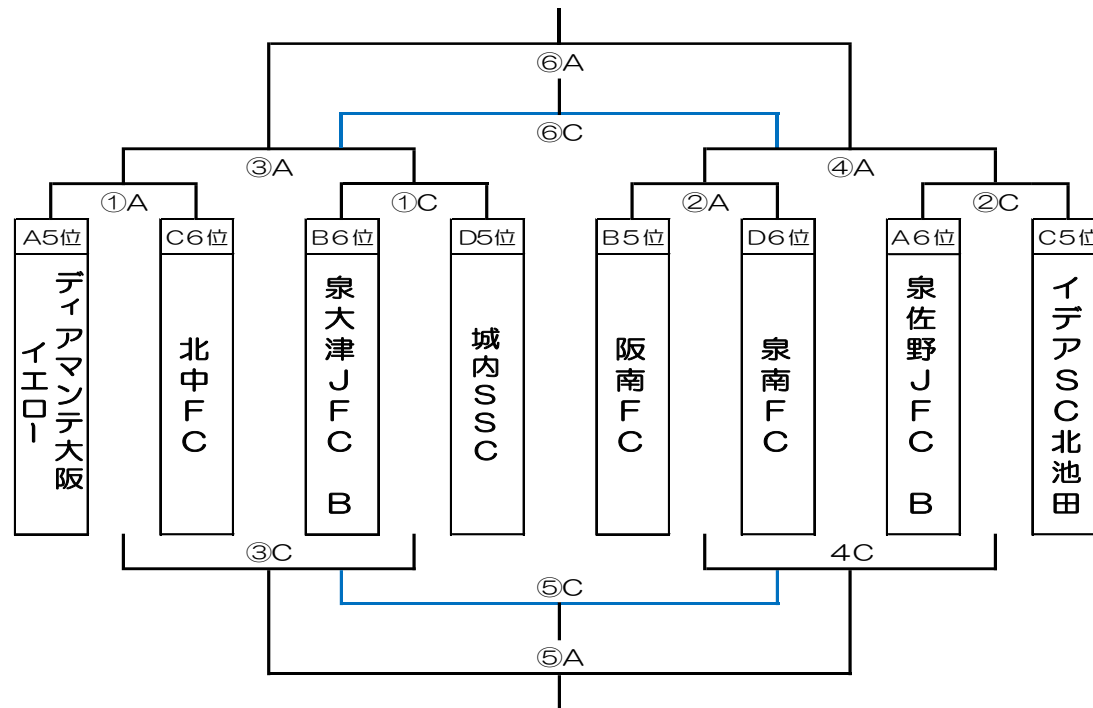 ⑥A
⑥C
③A
④A
①A
①C
②A
②C
A5位
C6位
B6位
D5位
B5位
D6位
A6位
C5位
ディアマンテ大阪
イエロー
北中FC
泉大津JFC B
城内SSC
阪南FC
泉南FC
泉佐野JFC B
イデアSC北池田
③C
4C
⑤C
⑤A